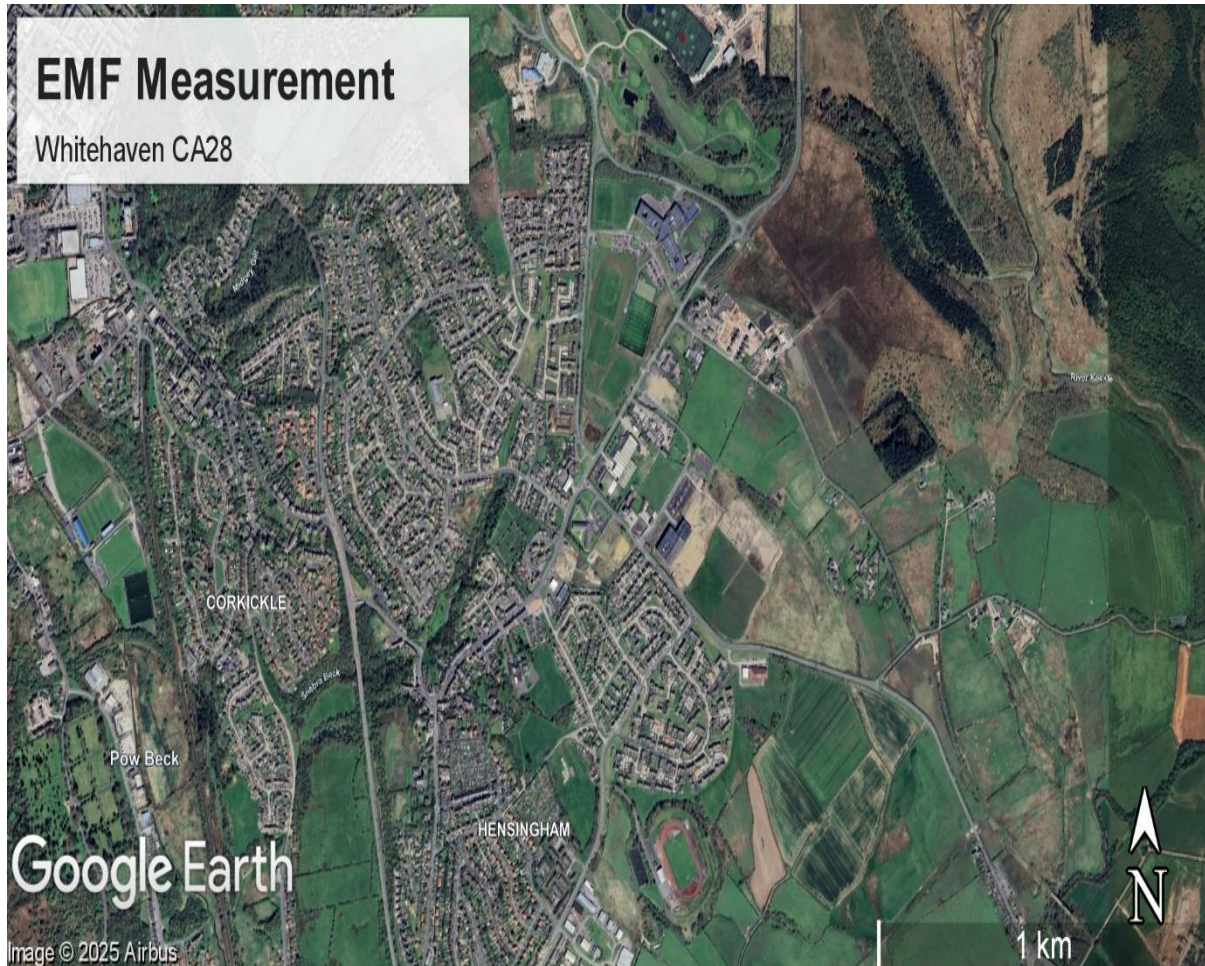 EMF Measurement
Whitehaven CA28
Midgey Gill
River Keekle
CORKICKLE
Snebro Beck
Pow Beck
HENSINGHAM
Google Earth
N
1 km
Image © 2025 Airbus